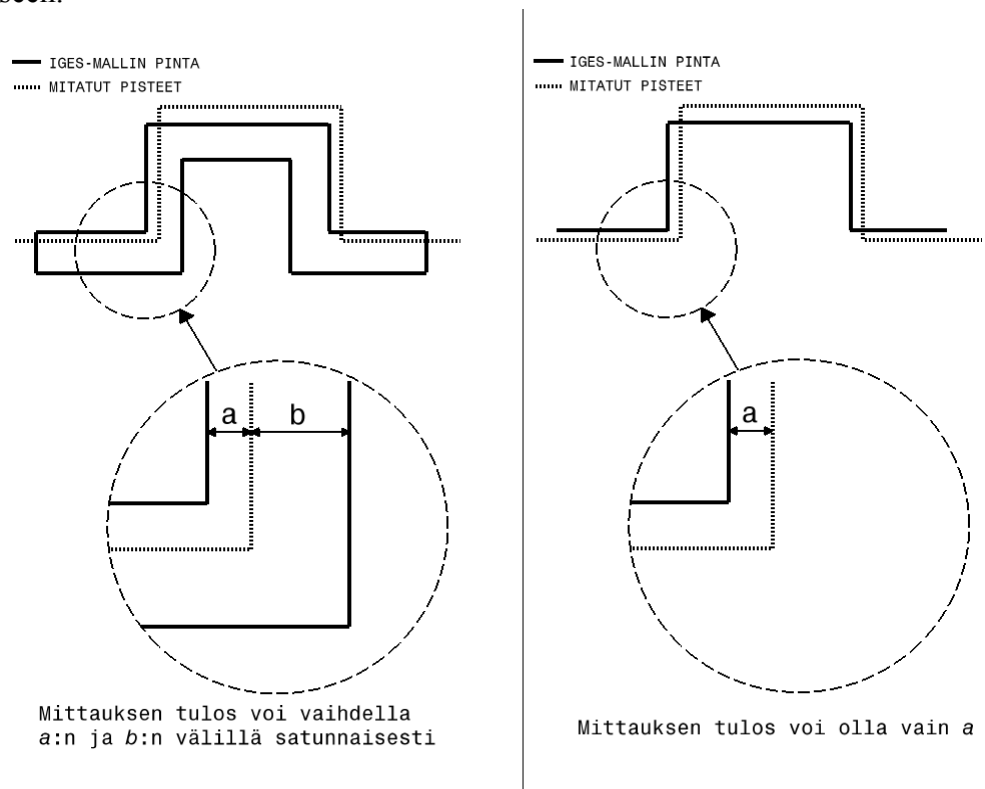 IGES-MALLIN PINTA
MITATUT PISTEET
a
b
Mittauksen tulos voi vaihdella
a:n ja b:n välillä satunnaisesti
IGES-MALLIN PINTA
MITATUT PISTEET
a
Mittauksen tulos voi olla vain a